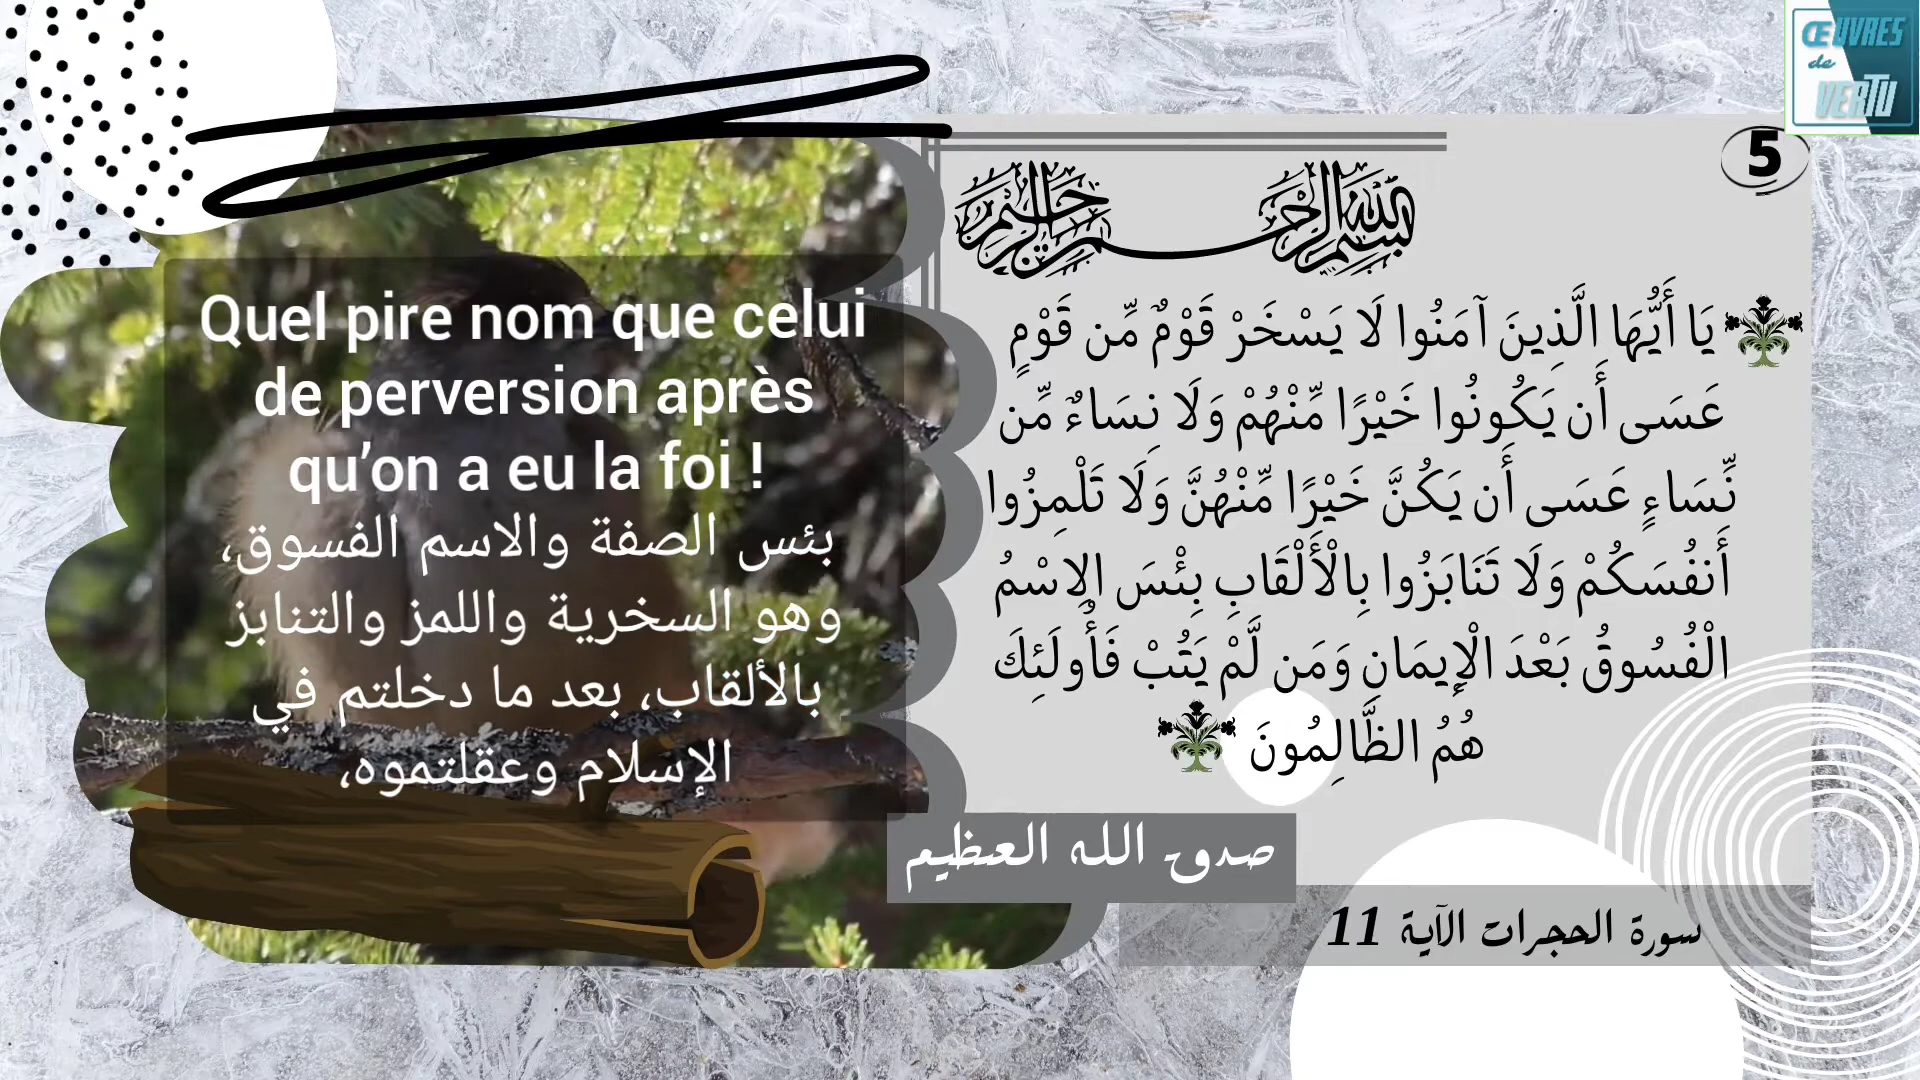 ŒUVRES
de
VERTU
5
Quel pire nom que celui
de perversion après
qu’on a eu la foi !
بئس الصفة والاسم الفسوق،
وهو السخرية واللمز والتنابز
بالألقاب، بعد ما دخلتم في
الإسلام وعقلتموه،
بسم الله الرحمن الرحيم
يَا أَيُّهَا الَّذِينَ آمَنُوا لَا يَسْخَرْ قَوْمٌ مِّن قَوْمٍ
عَسَى أَن يَكُونُوا خَيْرًا مِّنْهُمْ وَلَا نِسَاءٌ مِّن
نِّسَاءٍ عَسَى أَن يَكُنَّ خَيْرًا مِّنْهُنَّ وَلَا تَلْمِزُوا
أَنفُسَكُمْ وَلَا تَنَابَزُوا بِالْأَلْقَابِ بِئْسَ الِاسْمُ
الْفُسُوقُ بَعْدَ الْإِيمَانِ وَمَن لَّمْ يَتُبْ فَأُولَئِكَ
هُمُ الظَّالِمُونَ
صدق الله العظيم
سورة الحجرات الآية 11